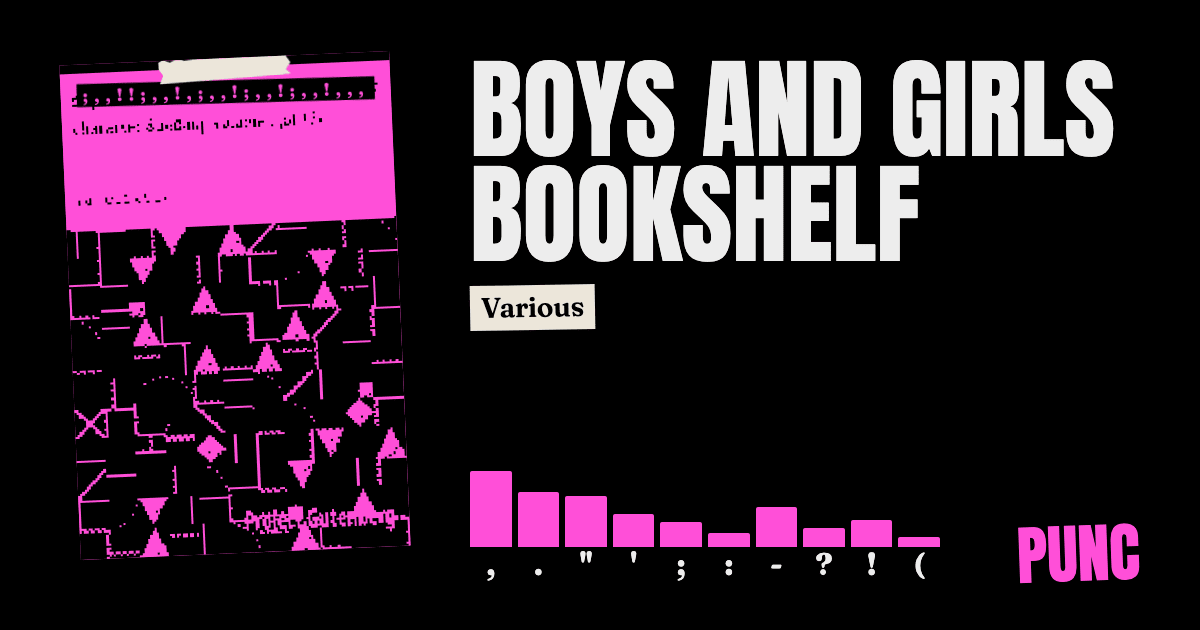 ;,,!!;,,!,;,,!;,,!;,,!,,,
Project Gutenberg
BOYS AND GIRLS
BOOKSHELF
Various
, . " ' ; : - ? ! (
PUNC